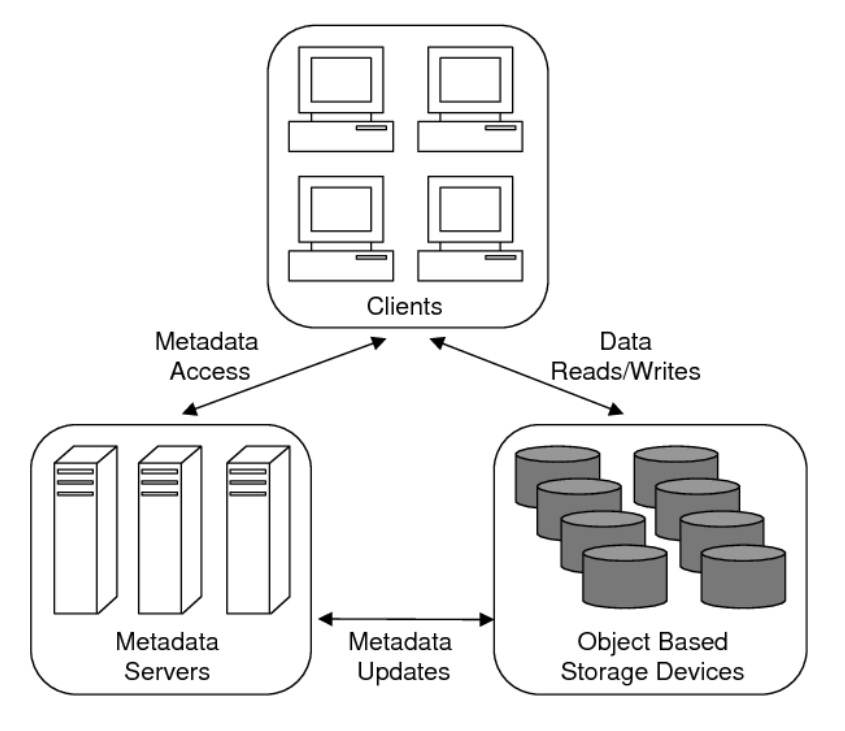 Clients
Metadata
Access
Data
Reads/Writes
Metadata
Servers
Metadata
Updates
Object Based
Storage Devices